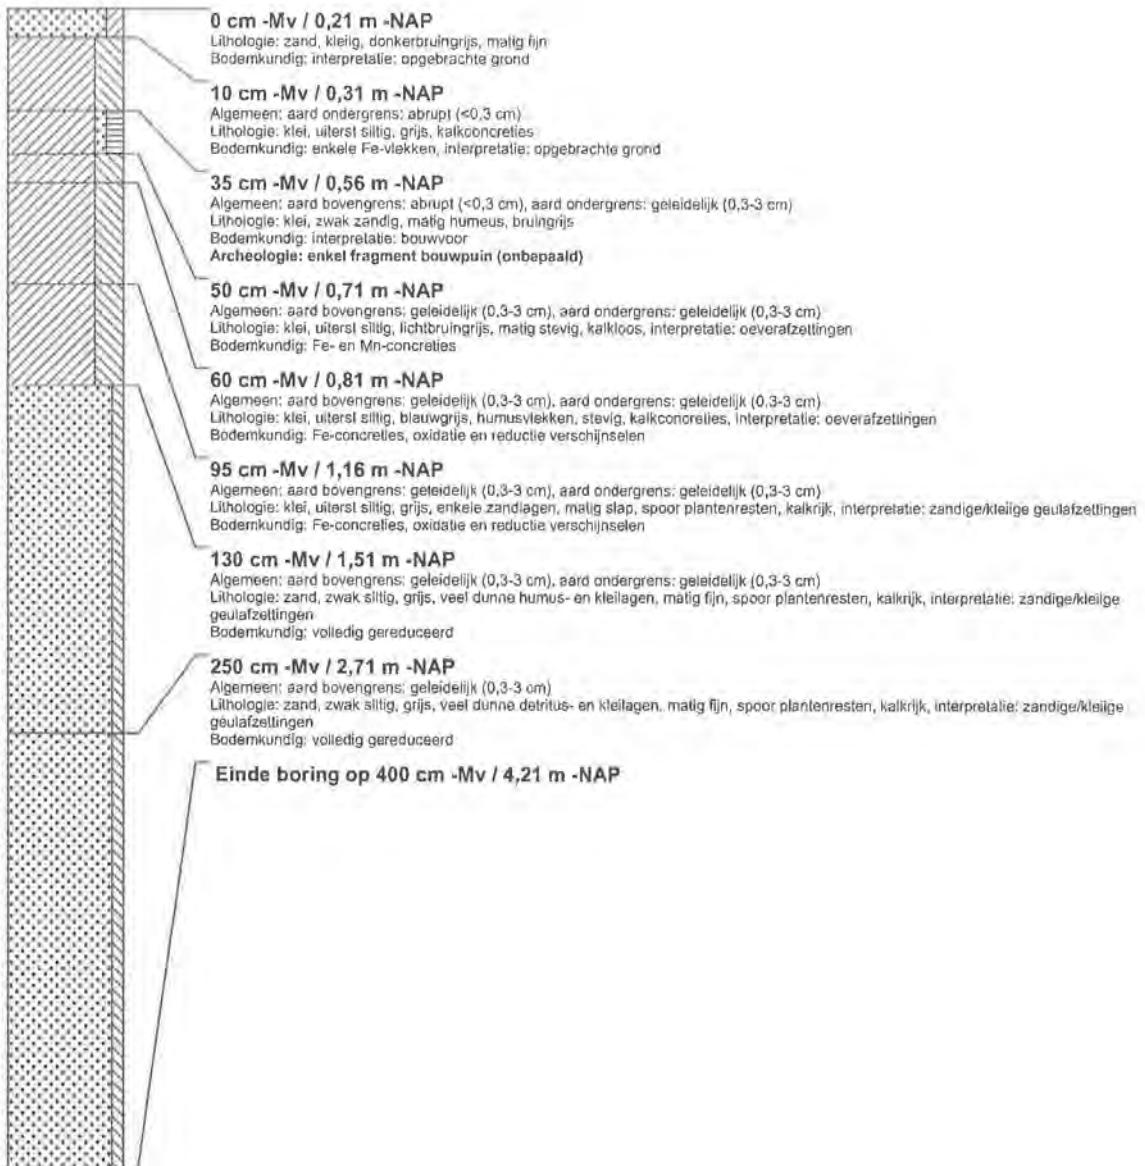 0 cm -Mv / 0,21 m -NAP
Lithologie: zand, kleiig, donkerbruingrijs, matig fijn
Bodemkundig: interpretatie: opgebrachte grond
10 cm -Mv / 0,31 m -NAP
Algemeen: aard ondergrens: abrupt (<0,3 cm)
Lithologie: klei, uiterst siltig, grijs, kalkconcreties
Bodemkundig: enkele Fe-vlekken, interpretatie: opgebrachte grond
35 cm -Mv / 0,56 m -NAP
Algemeen: aard bovengrens: abrupt (<0,3 cm), aard ondergrens: geleidelijk (0,3-3 cm)
Lithologie: klei, zwak zandig, matig humeus, bruingrijs
Bodemkundig: interpretatie: bouwvoor
Archeologie: enkel fragment bouwpuin (onbepaald)
50 cm -Mv / 0,71 m -NAP
Algemeen: aard bovengrens: geleidelijk (0,3-3 cm), aard ondergrens: geleidelijk (0,3-3 cm)
Lithologie: klei, uiterst siltig, lichtbruingrijs, matig stevig, kalkloos, interpretatie: oeverafzettingen
Bodemkundig: Fe- en Mn-concreties
60 cm -Mv / 0,81 m -NAP
Algemeen: aard bovengrens: geleidelijk (0,3-3 cm), aard ondergrens: geleidelijk (0,3-3 cm)
Lithologie: klei, uiterst siltig, blauwgrijs, humusvlekken, stevig, kalkconcreties, interpretatie: oeverafzettingen
Bodemkundig: Fe-concreties, oxidatie en reductie verschijnselen
95 cm -Mv / 1,16 m -NAP
Algemeen: aard bovengrens: geleidelijk (0,3-3 cm), aard ondergrens: geleidelijk (0,3-3 cm)
Lithologie: klei, uiterst siltig, grijs, enkele zandlagen, matig slap, spoor plantenresten, kalkrijk, interpretatie: zandige/kleiige geulafzettingen
Bodemkundig: Fe-concreties, oxidatie en reductie verschijnselen
130 cm -Mv / 1,51 m -NAP
Algemeen: aard bovengrens: geleidelijk (0,3-3 cm), aard ondergrens: geleidelijk (0,3-3 cm)
Lithologie: zand, zwak siltig, grijs, veel dunne humus- en kleilagen, matig fijn, spoor plantenresten, kalkrijk, interpretatie: zandige/kleiige
geulafzettingen
Bodemkundig: volledig gereduceerd
250 cm -Mv / 2,71 m -NAP
Algemeen: aard bovengrens: geleidelijk (0,3-3 cm)
Lithologie: zand, zwak siltig, grijs, veel dunne detritus- en kleilagen, matig fijn, spoor plantenresten, kalkrijk, interpretatie: zandige/kleiige
geulafzettingen
Bodemkundig: volledig gereduceerd
Einde boring op 400 cm -Mv / 4,21 m -NAP